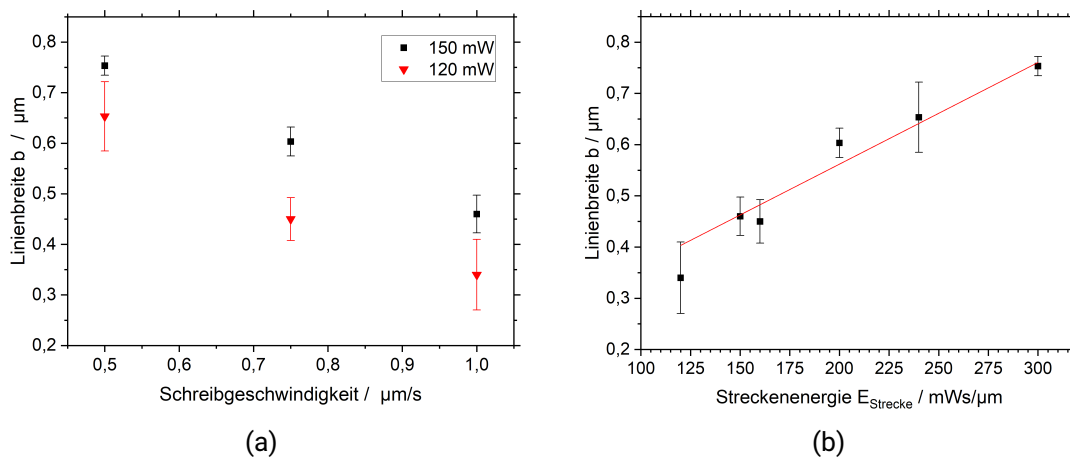 0,8
0,7
0,6
0,5
0,4
0,3
0,2
Linienbreite b / µm
150 mW
120 mW
0,5 0,6 0,7 0,8 0,9 1,0
Schreibgeschwindigkeit / µm/s
(a)
0,8
0,7
0,6
0,5
0,4
0,3
0,2
Linienbreite b / µm
100 125 150 175 200 225 250 275 300
Streckenenergie E_Strecke / mWs/µm
(b)